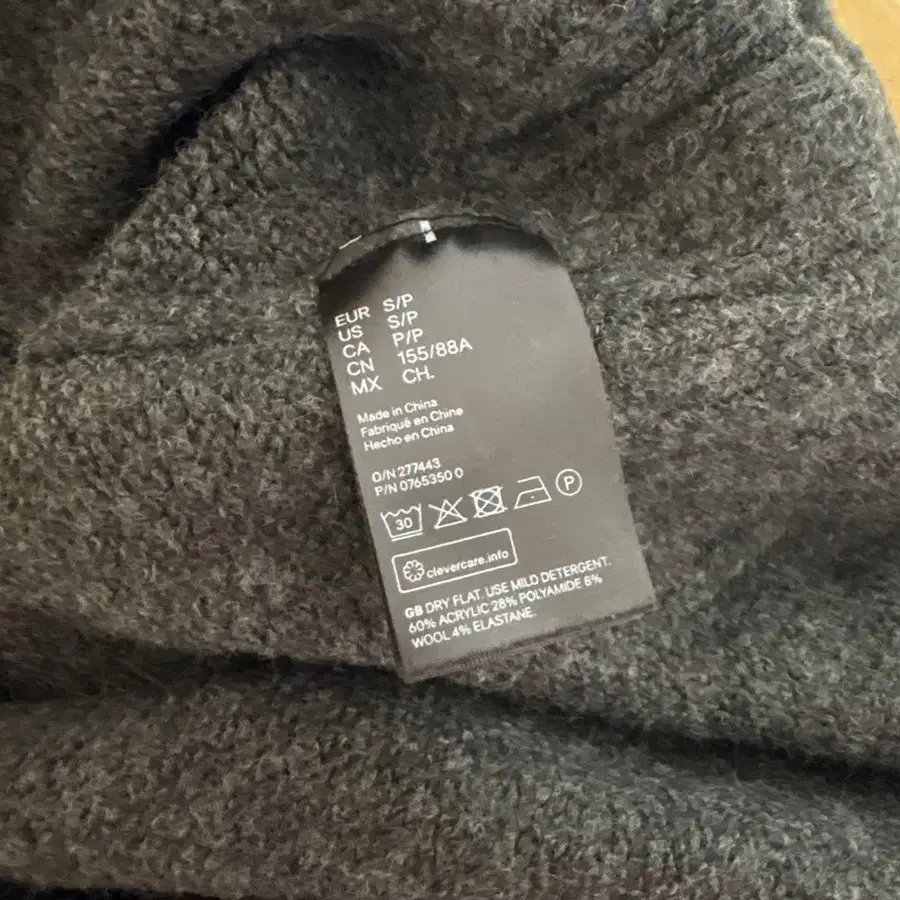 EUR S/P
US S/P
CA P/P
CN 155/88A
MX CH.
Made in China
Fabriqué en Chine
Hecho en China
O/N 277443
P/N 0765350 0
30 P
clevercare.info
GB DRY FLAT. USE MILD DETERGENT.
60% ACRYLIC 28% POLYAMIDE 8%
WOOL 4% ELASTANE.